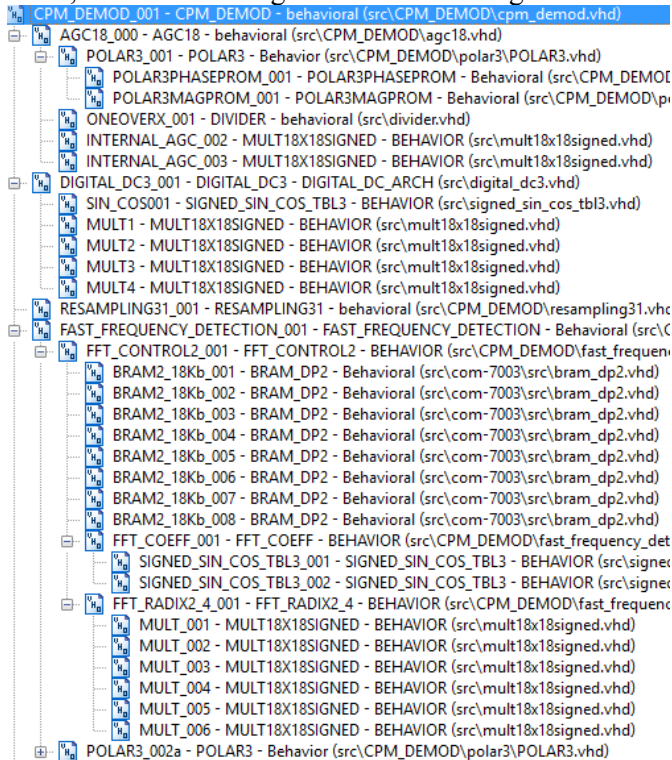 CPM_DEMOD_001 - CPM_DEMOD - behavioral (src\CPM_DEMOD\cpm_demod.vhd)
AGC18_000 - AGC18 - behavioral (src\CPM_DEMOD\agc18.vhd)
POLAR3_001 - POLAR3 - Behavior (src\CPM_DEMOD\polar3\POLAR3.vhd)
POLAR3PHASEPROM_001 - POLAR3PHASEPROM - Behavioral (src\CPM_DEMOD
POLAR3MAGPROM_001 - POLAR3MAGPROM - Behavioral (src\CPM_DEMOD\po
ONEOVERX_001 - DIVIDER - behavioral (src\divider.vhd)
INTERNAL_AGC_002 - MULT18X18SIGNED - BEHAVIOR (src\mult18x18signed.vhd)
INTERNAL_AGC_003 - MULT18X18SIGNED - BEHAVIOR (src\mult18x18signed.vhd)
DIGITAL_DC3_001 - DIGITAL_DC3 - DIGITAL_DC_ARCH (src\digital_dc3.vhd)
SIN_COS001 - SIGNED_SIN_COS_TBL3 - BEHAVIOR (src\signed_sin_cos_tbl3.vhd)
MULT1 - MULT18X18SIGNED - BEHAVIOR (src\mult18x18signed.vhd)
MULT2 - MULT18X18SIGNED - BEHAVIOR (src\mult18x18signed.vhd)
MULT3 - MULT18X18SIGNED - BEHAVIOR (src\mult18x18signed.vhd)
MULT4 - MULT18X18SIGNED - BEHAVIOR (src\mult18x18signed.vhd)
RESAMPLING31_001 - RESAMPLING31 - behavioral (src\CPM_DEMOD\resampling31.vhd
FAST_FREQUENCY_DETECTION_001 - FAST_FREQUENCY_DETECTION - Behavioral (src\C
FFT_CONTROL2_001 - FFT_CONTROL2 - BEHAVIOR (src\CPM_DEMOD\fast_frequenc
BRAM2_18Kb_001 - BRAM_DP2 - Behavioral (src\com-7003\src\bram_dp2.vhd)
BRAM2_18Kb_002 - BRAM_DP2 - Behavioral (src\com-7003\src\bram_dp2.vhd)
BRAM2_18Kb_003 - BRAM_DP2 - Behavioral (src\com-7003\src\bram_dp2.vhd)
BRAM2_18Kb_004 - BRAM_DP2 - Behavioral (src\com-7003\src\bram_dp2.vhd)
BRAM2_18Kb_005 - BRAM_DP2 - Behavioral (src\com-7003\src\bram_dp2.vhd)
BRAM2_18Kb_006 - BRAM_DP2 - Behavioral (src\com-7003\src\bram_dp2.vhd)
BRAM2_18Kb_007 - BRAM_DP2 - Behavioral (src\com-7003\src\bram_dp2.vhd)
BRAM2_18Kb_008 - BRAM_DP2 - Behavioral (src\com-7003\src\bram_dp2.vhd)
FFT_COEFF_001 - FFT_COEFF - BEHAVIOR (src\CPM_DEMOD\fast_frequency_det
SIGNED_SIN_COS_TBL3_001 - SIGNED_SIN_COS_TBL3 - BEHAVIOR (src\signed
SIGNED_SIN_COS_TBL3_002 - SIGNED_SIN_COS_TBL3 - BEHAVIOR (src\signed
FFT_RADIX2_4_001 - FFT_RADIX2_4 - BEHAVIOR (src\CPM_DEMOD\fast_frequenc
MULT_001 - MULT18X18SIGNED - BEHAVIOR (src\mult18x18signed.vhd)
MULT_002 - MULT18X18SIGNED - BEHAVIOR (src\mult18x18signed.vhd)
MULT_003 - MULT18X18SIGNED - BEHAVIOR (src\mult18x18signed.vhd)
MULT_004 - MULT18X18SIGNED - BEHAVIOR (src\mult18x18signed.vhd)
MULT_005 - MULT18X18SIGNED - BEHAVIOR (src\mult18x18signed.vhd)
MULT_006 - MULT18X18SIGNED - BEHAVIOR (src\mult18x18signed.vhd)
POLAR3_002a - POLAR3 - Behavior (src\CPM_DEMOD\polar3\POLAR3.vhd)